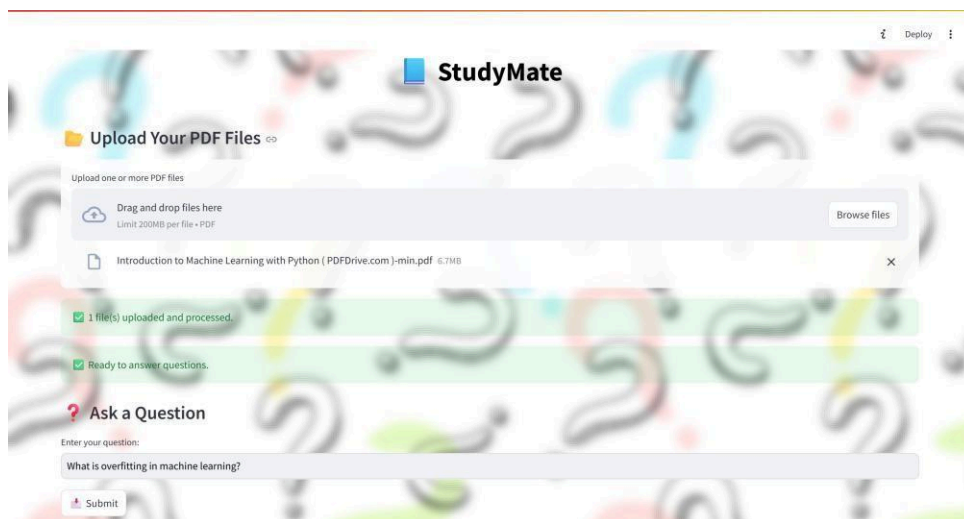 i Deploy
📘 StudyMate
📂 Upload Your PDF Files
Upload one or more PDF files
Drag and drop files here
Limit 200MB per file • PDF
Browse files
Introduction to Machine Learning with Python ( PDFDrive.com )-min.pdf 6.7MB
✅ 1 file(s) uploaded and processed.
✅ Ready to answer questions.
❓ Ask a Question
Enter your question:
What is overfitting in machine learning?
📩 Submit